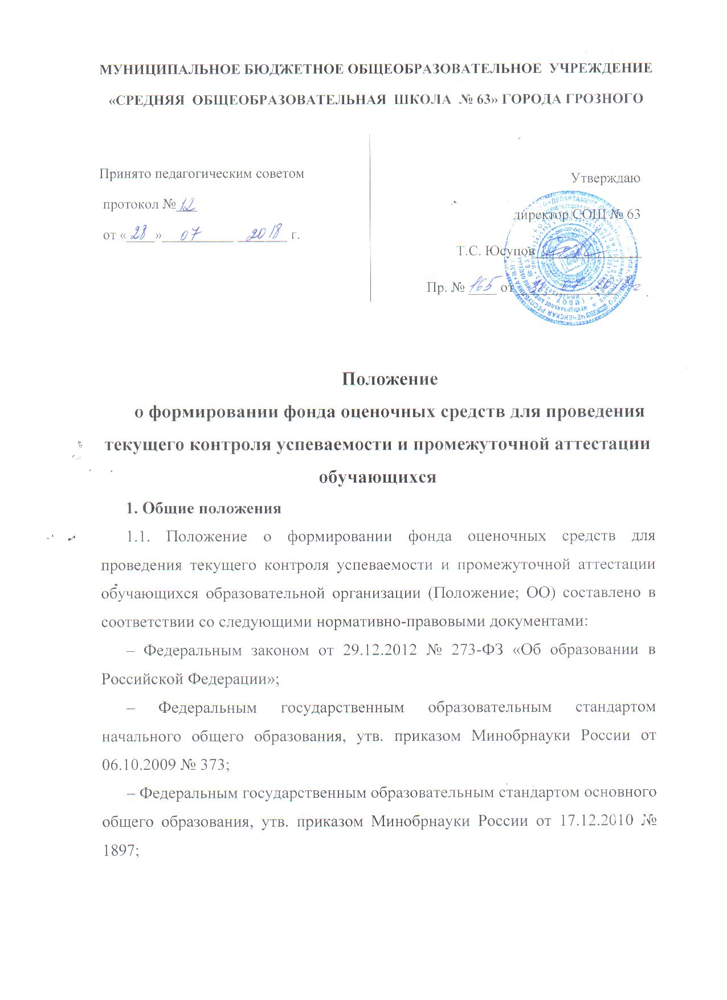 МУНИЦИПАЛЬНОЕ БЮДЖЕТНОЕ ОБЩЕОБРАЗОВАТЕЛЬНОЕ УЧРЕЖДЕНИЕ
«СРЕДНЯЯ ОБЩЕОБРАЗОВАТЕЛЬНАЯ ШКОЛА № 63» ГОРОДА ГРОЗНОГО
Принято педагогическим советом
протокол № 12
от «28» 07 2018 г.
Утверждаю
директор СОШ № 63
Т.С. Юсупов
Пр. № 165 от
Положение
о формировании фонда оценочных средств для проведения
текущего контроля успеваемости и промежуточной аттестации
обучающихся
1. Общие положения
1.1. Положение о формировании фонда оценочных средств для
проведения текущего контроля успеваемости и промежуточной аттестации
обучающихся образовательной организации (Положение; ОО) составлено в
соответствии со следующими нормативно-правовыми документами:
– Федеральным законом от 29.12.2012 № 273-ФЗ «Об образовании в
Российской Федерации»;
– Федеральным государственным образовательным стандартом
начального общего образования, утв. приказом Минобрнауки России от
06.10.2009 № 373;
– Федеральным государственным образовательным стандартом основного
общего образования, утв. приказом Минобрнауки России от 17.12.2010 №
1897;